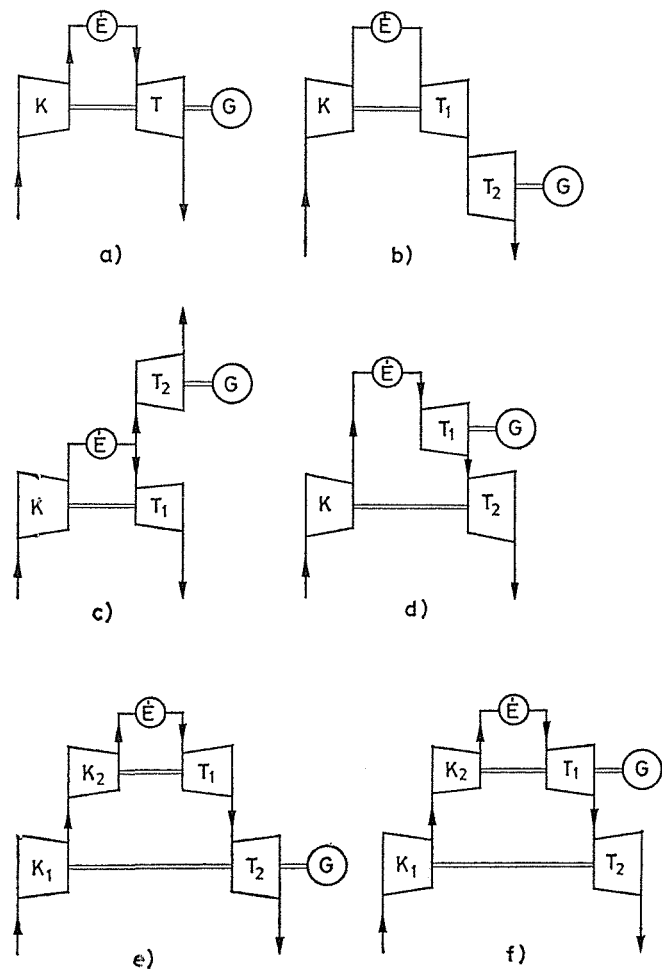 É É
K T G K T₁
T₂ G
a) b)
T₂ G É
É T₁ G
K T₁ K T₂
c) d)
É É
K₂ T₁ K₂ T₁ G
K₁ T₂ G K₁ T₂
e) f)